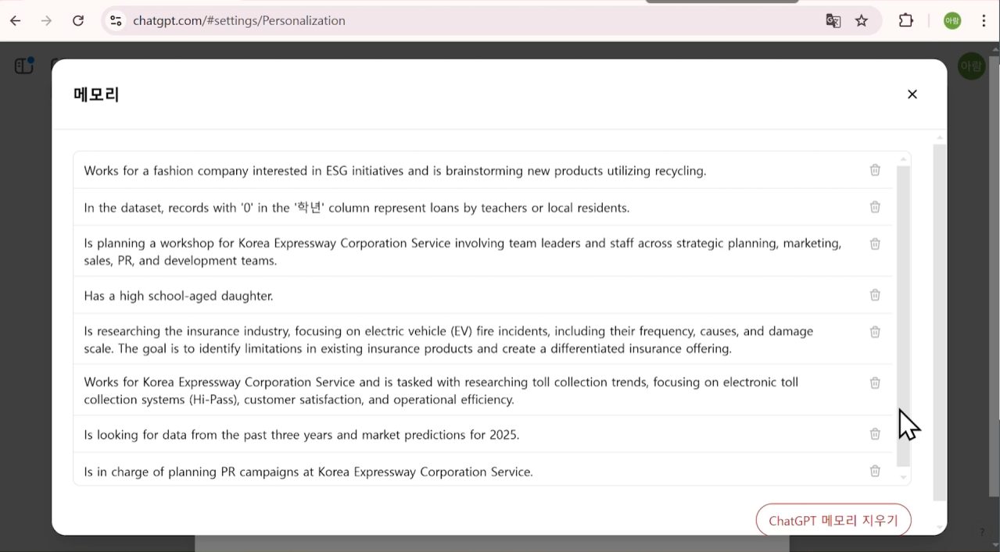 chatgpt.com/#settings/Personalization
아람
아람
메모리
Works for a fashion company interested in ESG initiatives and is brainstorming new products utilizing recycling.
In the dataset, records with '0' in the '학년' column represent loans by teachers or local residents.
Is planning a workshop for Korea Expressway Corporation Service involving team leaders and staff across strategic planning, marketing,
sales, PR, and development teams.
Has a high school-aged daughter.
Is researching the insurance industry, focusing on electric vehicle (EV) fire incidents, including their frequency, causes, and damage
scale. The goal is to identify limitations in existing insurance products and create a differentiated insurance offering.
Works for Korea Expressway Corporation Service and is tasked with researching toll collection trends, focusing on electronic toll
collection systems (Hi-Pass), customer satisfaction, and operational efficiency.
Is looking for data from the past three years and market predictions for 2025.
Is in charge of planning PR campaigns at Korea Expressway Corporation Service.
ChatGPT 메모리 지우기
?